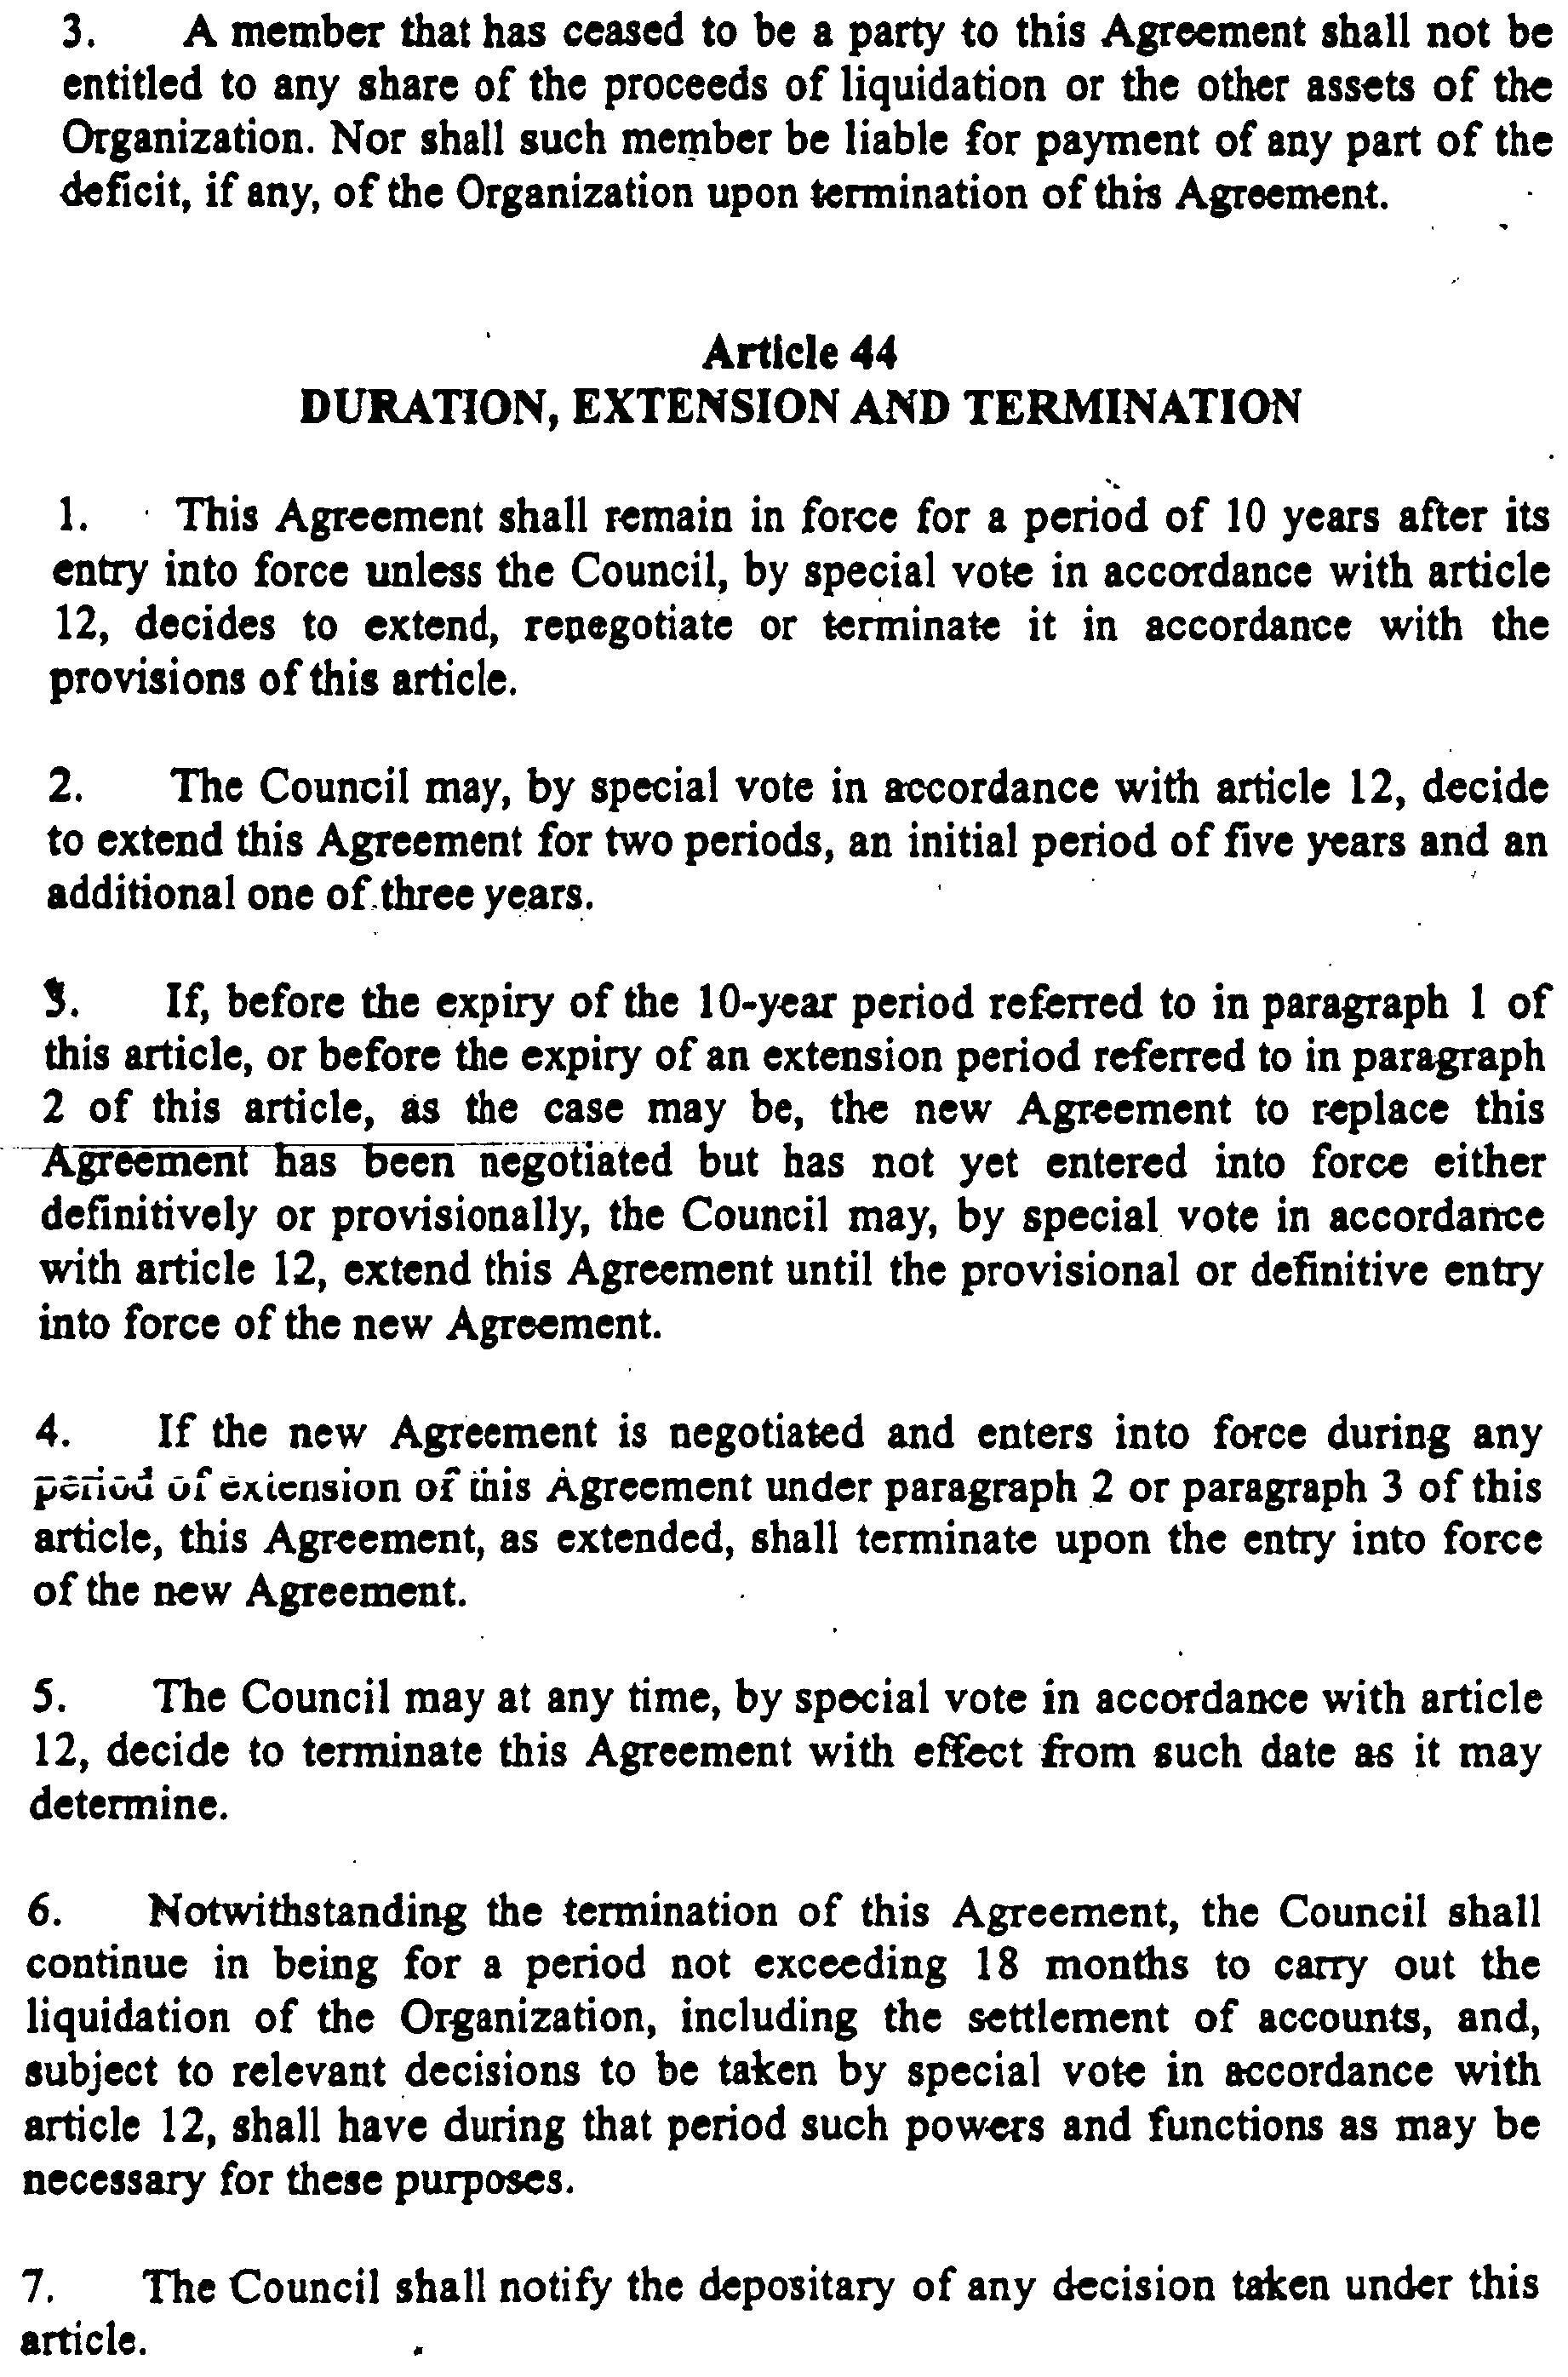 3. A member that has ceased to be a party to this Agreement shall not be
entitled to any share of the proceeds of liquidation or the other assets of the
Organization. Nor shall such member be liable for payment of any part of the
deficit, if any, of the Organization upon termination of this Agreement.
Article 44
DURATION, EXTENSION AND TERMINATION
1. This Agreement shall remain in force for a period of 10 years after its
entry into force unless the Council, by special vote in accordance with article
12, decides to extend, renegotiate or terminate it in accordance with the
provisions of this article.
2. The Council may, by special vote in accordance with article 12, decide
to extend this Agreement for two periods, an initial period of five years and an
additional one of three years.
3. If, before the expiry of the 10-year period referred to in paragraph 1 of
this article, or before the expiry of an extension period referred to in paragraph
2 of this article, as the case may be, the new Agreement to replace this
Agreement has been negotiated but has not yet entered into force either
definitively or provisionally, the Council may, by special vote in accordance
with article 12, extend this Agreement until the provisional or definitive entry
into force of the new Agreement.
4. If the new Agreement is negotiated and enters into force during any
period of extension of this Agreement under paragraph 2 or paragraph 3 of this
article, this Agreement, as extended, shall terminate upon the entry into force
of the new Agreement.
5. The Council may at any time, by special vote in accordance with article
12, decide to terminate this Agreement with effect from such date as it may
determine.
6. Notwithstanding the termination of this Agreement, the Council shall
continue in being for a period not exceeding 18 months to carry out the
liquidation of the Organization, including the settlement of accounts, and,
subject to relevant decisions to be taken by special vote in accordance with
article 12, shall have during that period such powers and functions as may be
necessary for these purposes.
7. The Council shall notify the depositary of any decision taken under this
article.